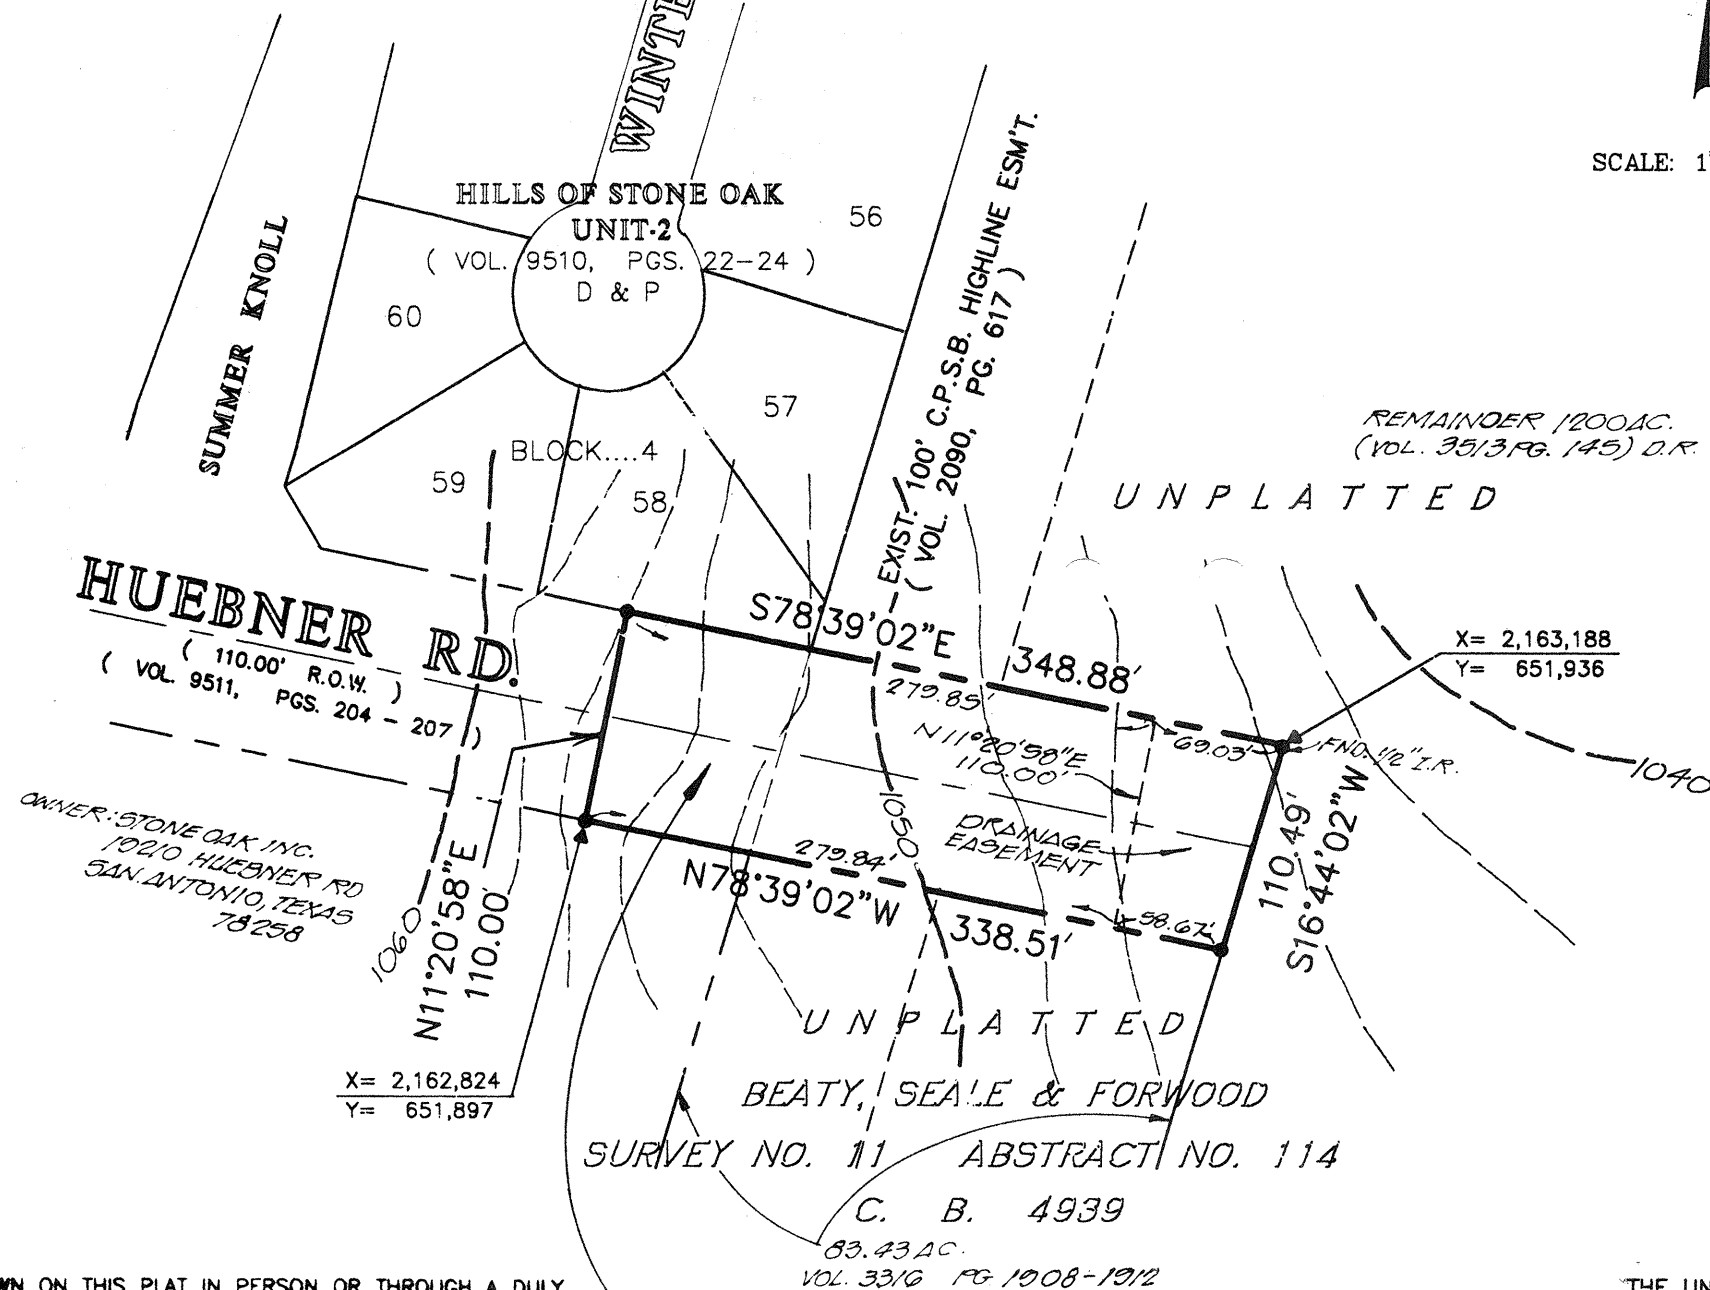 WINTE
SCALE: 1"
HILLS OF STONE OAK
UNIT-2
( VOL. 9510, PGS. 22-24 )
D & P
56
60
57
SUMMER KNOLL
EXIST. 100' C.P.S.B. HIGHLINE ESM'T.
( VOL. 2090, PG. 617 )
REMAINDER 1200AC.
(VOL. 3513 PG. 145) D.R.
UNPLATTED
BLOCK....4
59
58
HUEBNER RD.
( 110.00' R.O.W. )
( VOL. 9511, PGS. 204 - 207 )
S78°39'02"E
348.88'
279.85'
X= 2,163,188
Y= 651,936
69.03'
FND. 1/2" I.R.
N11°20'58"E
110.00'
1040
1050
DRAINAGE
EASEMENT
110.49'
S16°44'02"W
OWNER: STONE OAK INC.
19210 HUEBNER RD
SAN ANTONIO, TEXAS
78258
1060
N11°20'58"E
110.00'
279.84'
N78°39'02"W
338.51'
58.67'
X= 2,162,824
Y= 651,897
UNPLATTED
BEATY, SEALE & FORWOOD
SURVEY NO. 11 ABSTRACT NO. 114
C. B. 4939
83.43 AC.
VOL. 3316 PG 1908-1912
WN ON THIS PLAT IN PERSON OR THROUGH A DULY
THE UN